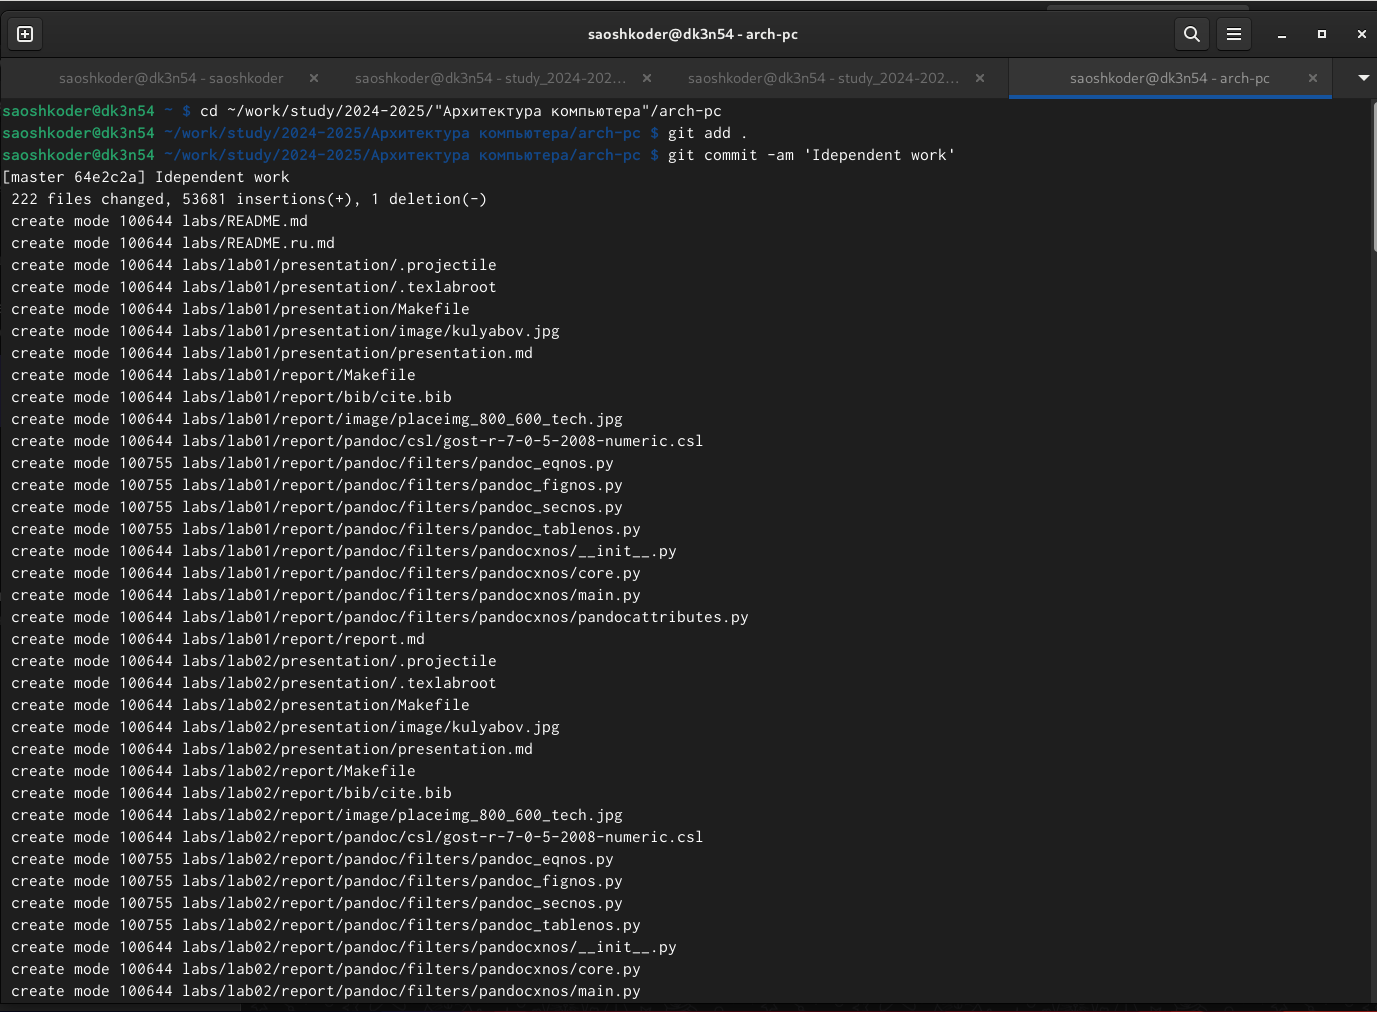 saoshkoder@dk3n54 - arch-pc
saoshkoder@dk3n54 - saoshkoder
saoshkoder@dk3n54 - study_2024-202...
saoshkoder@dk3n54 - study_2024-202...
saoshkoder@dk3n54 - arch-pc
saoshkoder@dk3n54 ~ $ cd ~/work/study/2024-2025/"Архитектура компьютера"/arch-pc
saoshkoder@dk3n54 ~/work/study/2024-2025/Архитектура компьютера/arch-pc $ git add .
saoshkoder@dk3n54 ~/work/study/2024-2025/Архитектура компьютера/arch-pc $ git commit -am 'Idependent work'
[master 64e2c2a] Idependent work
 222 files changed, 53681 insertions(+), 1 deletion(-)
 create mode 100644 labs/README.md
 create mode 100644 labs/README.ru.md
 create mode 100644 labs/lab01/presentation/.projectile
 create mode 100644 labs/lab01/presentation/.texlabroot
 create mode 100644 labs/lab01/presentation/Makefile
 create mode 100644 labs/lab01/presentation/image/kulyabov.jpg
 create mode 100644 labs/lab01/presentation/presentation.md
 create mode 100644 labs/lab01/report/Makefile
 create mode 100644 labs/lab01/report/bib/cite.bib
 create mode 100644 labs/lab01/report/image/placeimg_800_600_tech.jpg
 create mode 100644 labs/lab01/report/pandoc/csl/gost-r-7-0-5-2008-numeric.csl
 create mode 100755 labs/lab01/report/pandoc/filters/pandoc_eqnos.py
 create mode 100755 labs/lab01/report/pandoc/filters/pandoc_fignos.py
 create mode 100755 labs/lab01/report/pandoc/filters/pandoc_secnos.py
 create mode 100755 labs/lab01/report/pandoc/filters/pandoc_tablenos.py
 create mode 100644 labs/lab01/report/pandoc/filters/pandocxnos/__init__.py
 create mode 100644 labs/lab01/report/pandoc/filters/pandocxnos/core.py
 create mode 100644 labs/lab01/report/pandoc/filters/pandocxnos/main.py
 create mode 100644 labs/lab01/report/pandoc/filters/pandocxnos/pandocattributes.py
 create mode 100644 labs/lab01/report/report.md
 create mode 100644 labs/lab02/presentation/.projectile
 create mode 100644 labs/lab02/presentation/.texlabroot
 create mode 100644 labs/lab02/presentation/Makefile
 create mode 100644 labs/lab02/presentation/image/kulyabov.jpg
 create mode 100644 labs/lab02/presentation/presentation.md
 create mode 100644 labs/lab02/report/Makefile
 create mode 100644 labs/lab02/report/bib/cite.bib
 create mode 100644 labs/lab02/report/image/placeimg_800_600_tech.jpg
 create mode 100644 labs/lab02/report/pandoc/csl/gost-r-7-0-5-2008-numeric.csl
 create mode 100755 labs/lab02/report/pandoc/filters/pandoc_eqnos.py
 create mode 100755 labs/lab02/report/pandoc/filters/pandoc_fignos.py
 create mode 100755 labs/lab02/report/pandoc/filters/pandoc_secnos.py
 create mode 100755 labs/lab02/report/pandoc/filters/pandoc_tablenos.py
 create mode 100644 labs/lab02/report/pandoc/filters/pandocxnos/__init__.py
 create mode 100644 labs/lab02/report/pandoc/filters/pandocxnos/core.py
 create mode 100644 labs/lab02/report/pandoc/filters/pandocxnos/main.py